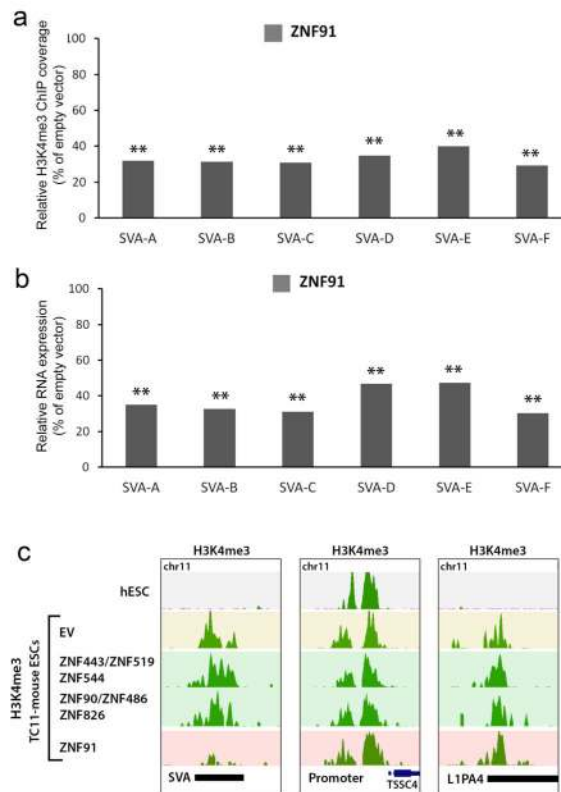 a
ZNF91
Relative H3K4me3 ChIP coverage
(% of empty vector)
100
80
60
40
20
0
**
**
**
**
**
**
SVA-A
SVA-B
SVA-C
SVA-D
SVA-E
SVA-F
b
ZNF91
Relative RNA expression
(% of empty vector)
100
80
60
40
20
0
**
**
**
**
**
**
SVA-A
SVA-B
SVA-C
SVA-D
SVA-E
SVA-F
c
H3K4me3
H3K4me3
H3K4me3
chr11
chr11
chr11
hESC
H3K4me3
TC11-mouse ESCs
EV
ZNF443/ZNF519
ZNF544
ZNF90/ZNF486
ZNF826
ZNF91
SVA
Promoter
TSSC4
L1PA4